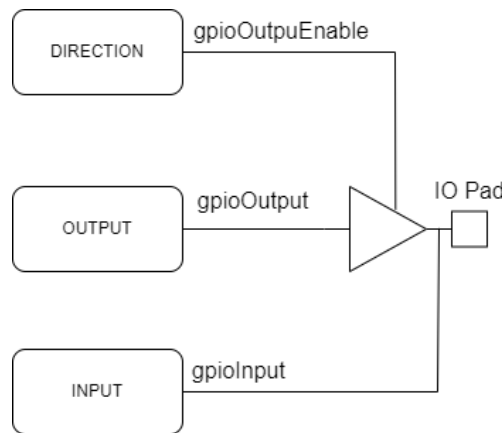 gpioOutpuEnable
DIRECTION
IO Pad
gpioOutput
OUTPUT
gpioInput
INPUT